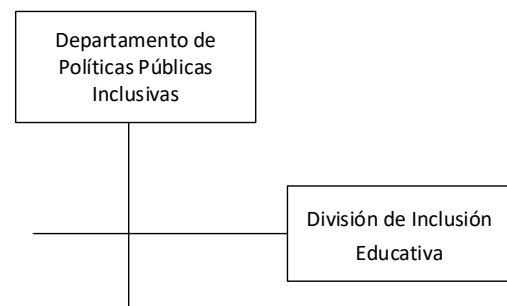 Departamento de
Políticas Públicas
Inclusivas
División de Inclusión
Educativa